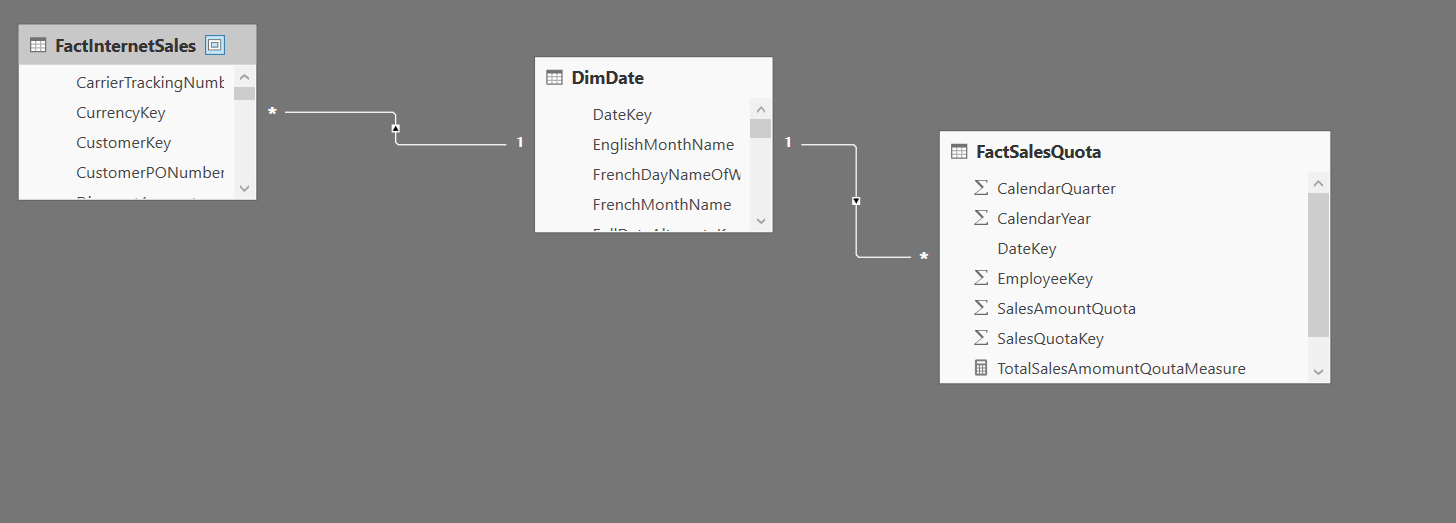 FactInternetSales
CarrierTrackingNumb
CurrencyKey
CustomerKey
CustomerPONumber
*
1
DimDate
DateKey
EnglishMonthName
FrenchDayNameOfW
FrenchMonthName
1
*
FactSalesQuota
CalendarQuarter
CalendarYear
DateKey
EmployeeKey
SalesAmountQuota
SalesQuotaKey
TotalSalesAmomuntQoutaMeasure